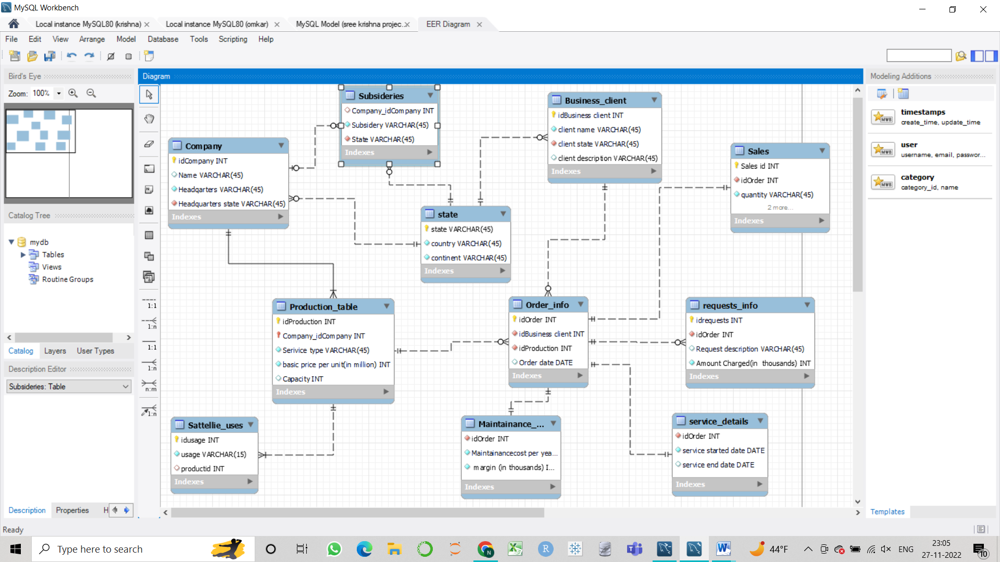 MySQL Workbench
Local instance MySQL80 (krishna)
Local instance MySQL80 (omkar)
MySQL Model (sree krishna projec...
EER Diagram
File Edit View Arrange Model Database Tools Scripting Help
Bird's Eye
Zoom: 100%
Catalog Tree
mydb
Tables
Views
Routine Groups
Catalog Layers User Types
Description Editor
Subsideries: Table
Description Properties H
Ready
Diagram
1:1
1:n
1:1
1:n
n:m
1:n
Subsideries
Company_idCompany INT
Subsidery VARCHAR(45)
State VARCHAR(45)
Indexes
Business_client
idBusiness client INT
client name VARCHAR(45)
client state VARCHAR(45)
client description VARCHAR(45)
Indexes
Company
idCompany INT
Name VARCHAR(45)
Headqarters VARCHAR(45)
Headquarters state VARCHAR(45)
Indexes
Sales
Sales id INT
idOrder INT
quantity VARCHAR(45)
2 more...
Indexes
state
state VARCHAR(45)
country VARCHAR(45)
continent VARCHAR(45)
Indexes
Production_table
idProduction INT
Company_idCompany INT
Serivice type VARCHAR(45)
basic price per unit(in million) INT
Capacity INT
Indexes
Order_info
idOrder INT
idBusiness client INT
idProduction INT
Order date DATE
Indexes
requests_info
idrequests INT
idOrder INT
Request description VARCHAR(45)
Amount Charged(in thousands) INT
Indexes
Sattellie_uses
idusage INT
usage VARCHAR(15)
productid INT
Indexes
Maintainance_...
idOrder INT
Maintainancecost per yea...
margin (in thousands) I...
Indexes
service_details
idOrder INT
service started date DATE
service end date DATE
Indexes
Modeling Additions
MWB
timestamps
create_time, update_time
MWB
user
username, email, passwor...
MWB
category
category_id, name
Templates
Type here to search
44°F
ENG
23:05
27-11-2022
10